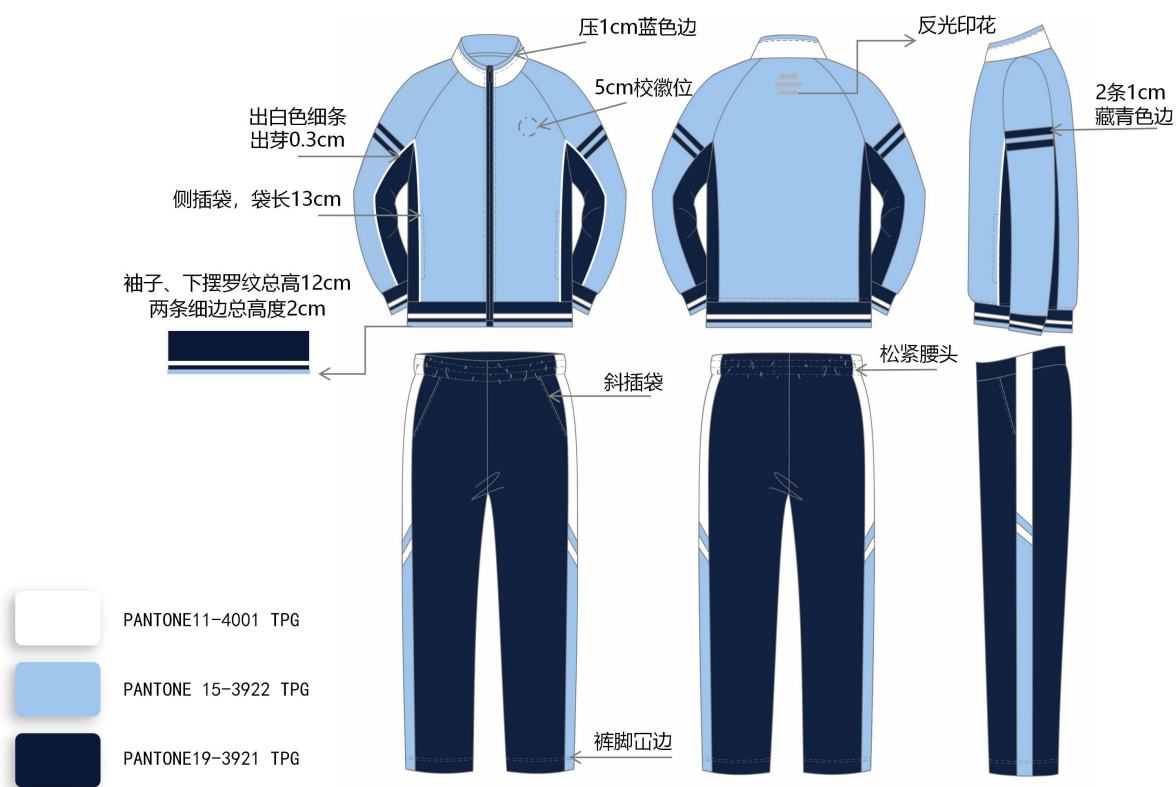 压1cm蓝色边
反光印花
5cm校徽位
2条1cm
藏青色边
出白色细条
出芽0.3cm
侧插袋，袋长13cm
袖子、下摆罗纹总高12cm
两条细边总高度2cm
松紧腰头
斜插袋
PANTONE11-4001 TPG
PANTONE 15-3922 TPG
裤脚冚边
PANTONE19-3921 TPG